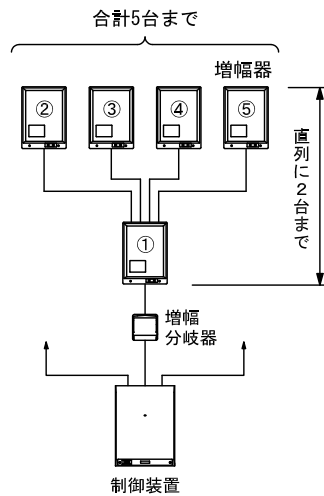 合計5台まで
増幅器
② ③ ④ ⑤
直列に2台まで
①
増幅
分岐器
制御装置